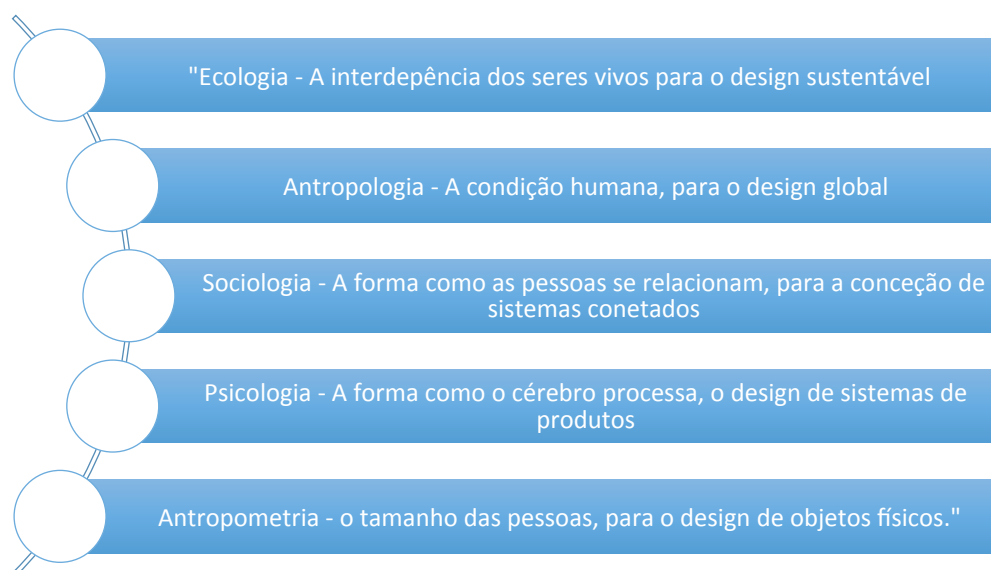 "Ecologia - A interdepência dos seres vivos para o design sustentável
Antropologia - A condição humana, para o design global
Sociologia - A forma como as pessoas se relacionam, para a conceção de
sistemas conetados
Psicologia - A forma como o cérebro processa, o design de sistemas de
produtos
Antropometria - o tamanho das pessoas, para o design de objetos físicos."